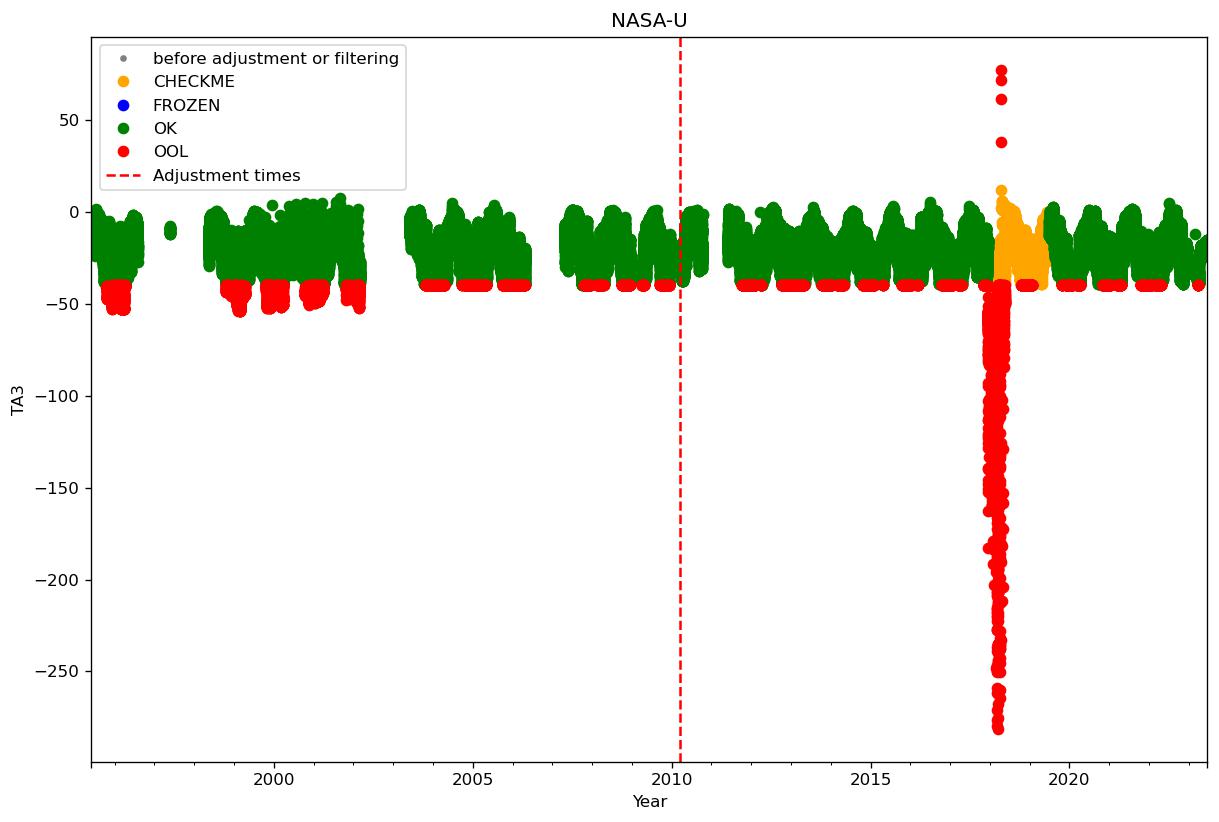 NASA-U
before adjustment or filtering
CHECKME
FROZEN
OK
OOL
Adjustment times
50
0
−50
−100
−150
−200
−250
TA3
2000 2005 2010 2015 2020
Year